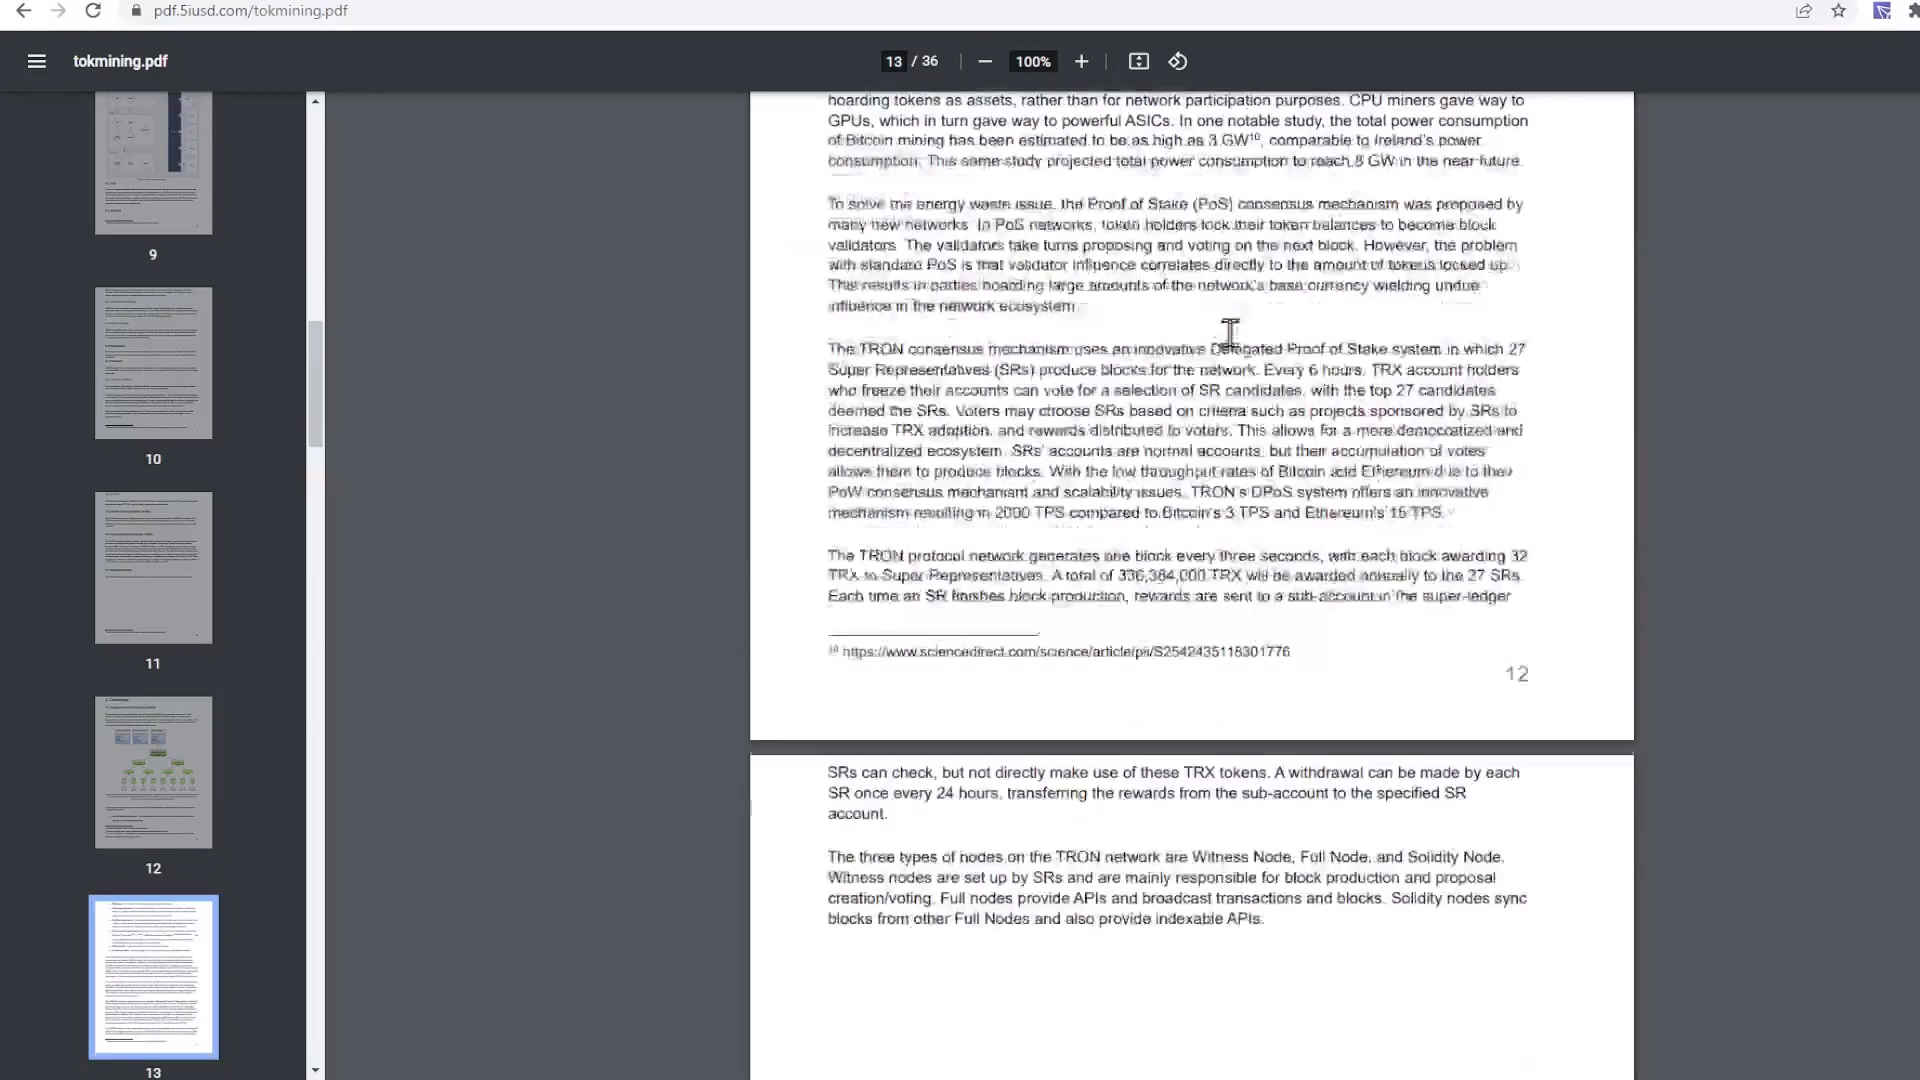 pdf.5iusd.com/tokmining.pdf
tokmining.pdf
13 / 36
100%
9
10
11
12
13
hoarding tokens as assets, rather than for network participation purposes. CPU miners gave way to
GPUs, which in turn gave way to powerful ASICs. In one notable study, the total power consumption
of Bitcoin mining has been estimated to be as high as 3 GW¹⁰, comparable to Ireland's power
consumption. This same study projected total power consumption to reach 8 GW in the near future.
To solve the energy waste issue, the Proof of Stake (PoS) consensus mechanism was proposed by
many new networks. In PoS networks, token holders lock their token balances to become block
validators. The validators take turns proposing and voting on the next block. However, the problem
with standard PoS is that validator influence correlates directly to the amount of tokens locked up.
This results in parties hoarding large amounts of the network's base currency wielding undue
influence in the network ecosystem.
The TRON consensus mechanism uses an innovative Delegated Proof of Stake system in which 27
Super Representatives (SRs) produce blocks for the network. Every 6 hours, TRX account holders
who freeze their accounts can vote for a selection of SR candidates, with the top 27 candidates
deemed the SRs. Voters may choose SRs based on criteria such as projects sponsored by SRs to
increase TRX adoption, and rewards distributed to voters. This allows for a more democratized and
decentralized ecosystem. SRs' accounts are normal accounts, but their accumulation of votes
allows them to produce blocks. With the low throughput rates of Bitcoin and Ethereum due to their
PoW consensus mechanism and scalability issues, TRON's DPoS system offers an innovative
mechanism resulting in 2000 TPS compared to Bitcoin's 3 TPS and Ethereum's 15 TPS.
The TRON protocol network generates one block every three seconds, with each block awarding 32
TRX to Super Representatives. A total of 336,384,000 TRX will be awarded annually to the 27 SRs.
Each time an SR finishes block production, rewards are sent to a sub-account in the super-ledger.
¹⁰ https://www.sciencedirect.com/science/article/pii/S2542435118301776
12
SRs can check, but not directly make use of these TRX tokens. A withdrawal can be made by each
SR once every 24 hours, transferring the rewards from the sub-account to the specified SR
account.
The three types of nodes on the TRON network are Witness Node, Full Node, and Solidity Node.
Witness nodes are set up by SRs and are mainly responsible for block production and proposal
creation/voting. Full nodes provide APIs and broadcast transactions and blocks. Solidity nodes sync
blocks from other Full Nodes and also provide indexable APIs.